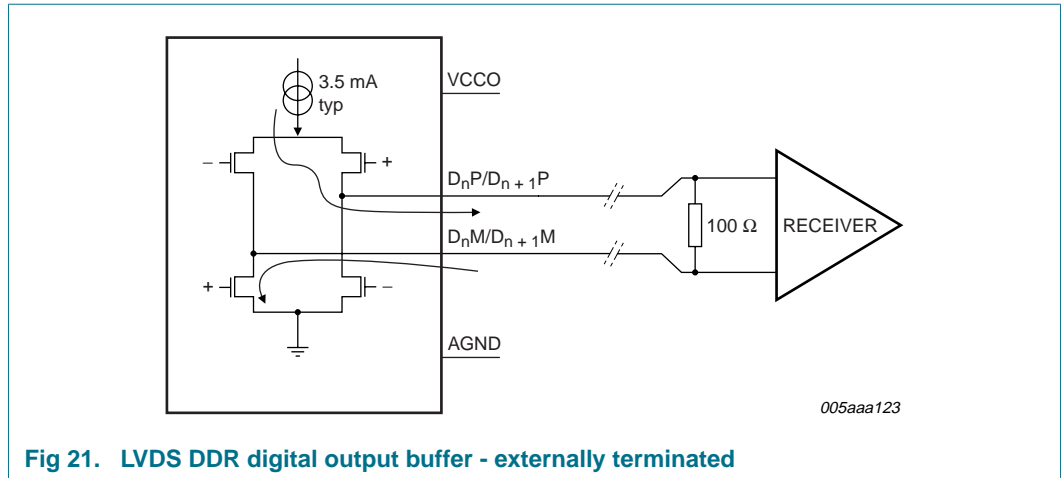 3.5 mA
typ
VCCO
− +
DnP/Dn + 1P
100 Ω
RECEIVER
DnM/Dn + 1M
+ −
AGND
005aaa123
Fig 21. LVDS DDR digital output buffer - externally terminated